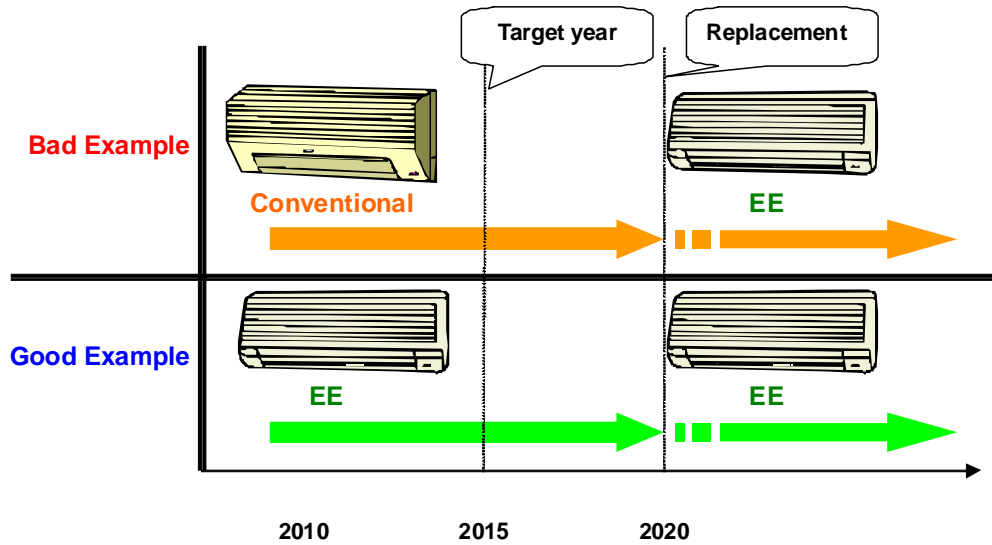 Target year
Replacement
Bad Example
Conventional
EE
Good Example
EE
EE
2010
2015
2020